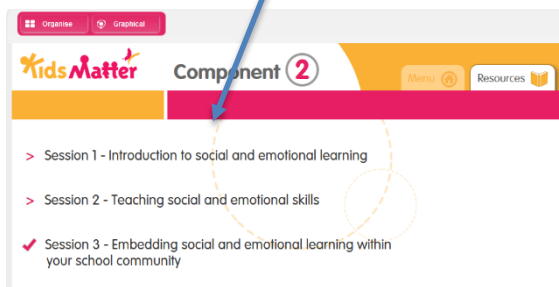 Organise Graphical
KidsMatter Component 2
Menu Resources
> Session 1 - Introduction to social and emotional learning
> Session 2 - Teaching social and emotional skills
✓ Session 3 - Embedding social and emotional learning within
your school community